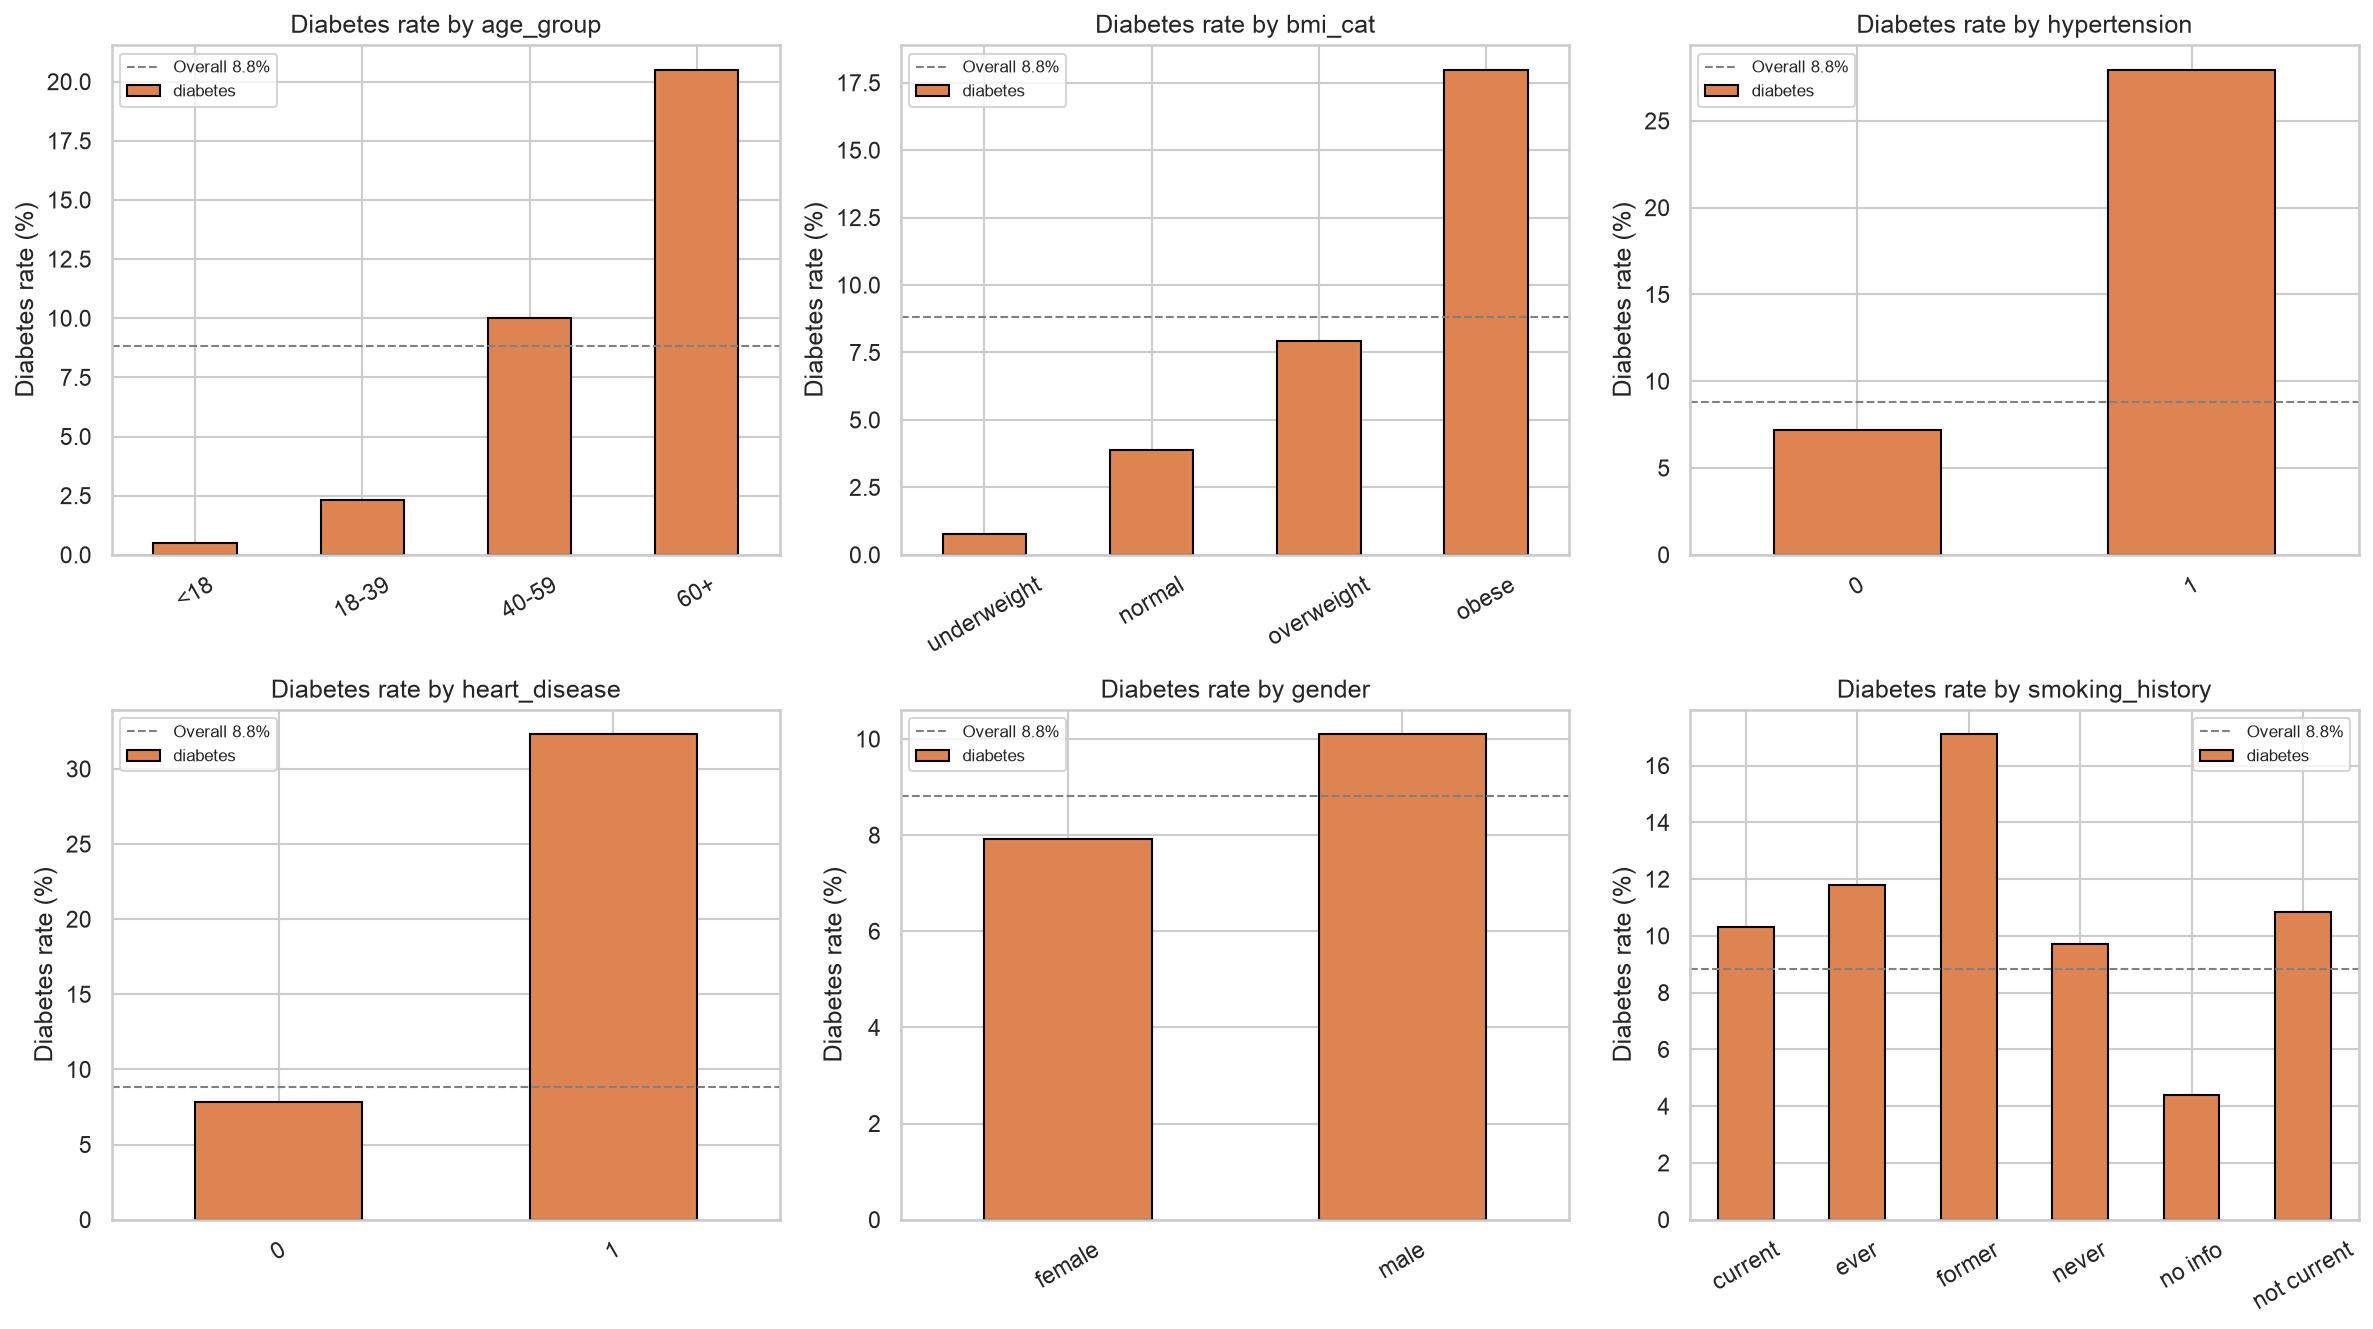 Diabetes rate by age_group
Overall 8.8%
diabetes
Diabetes rate (%)
20.0
17.5
15.0
12.5
10.0
7.5
5.0
2.5
0.0
<18
18-39
40-59
60+
Diabetes rate by bmi_cat
Overall 8.8%
diabetes
Diabetes rate (%)
17.5
15.0
12.5
10.0
7.5
5.0
2.5
0.0
underweight
normal
overweight
obese
Diabetes rate by hypertension
Overall 8.8%
diabetes
Diabetes rate (%)
25
20
15
10
5
0
0
1
Diabetes rate by heart_disease
Overall 8.8%
diabetes
Diabetes rate (%)
30
25
20
15
10
5
0
0
1
Diabetes rate by gender
Overall 8.8%
diabetes
Diabetes rate (%)
10
8
6
4
2
0
female
male
Diabetes rate by smoking_history
Overall 8.8%
diabetes
Diabetes rate (%)
16
14
12
10
8
6
4
2
0
current
ever
former
never
no info
not current